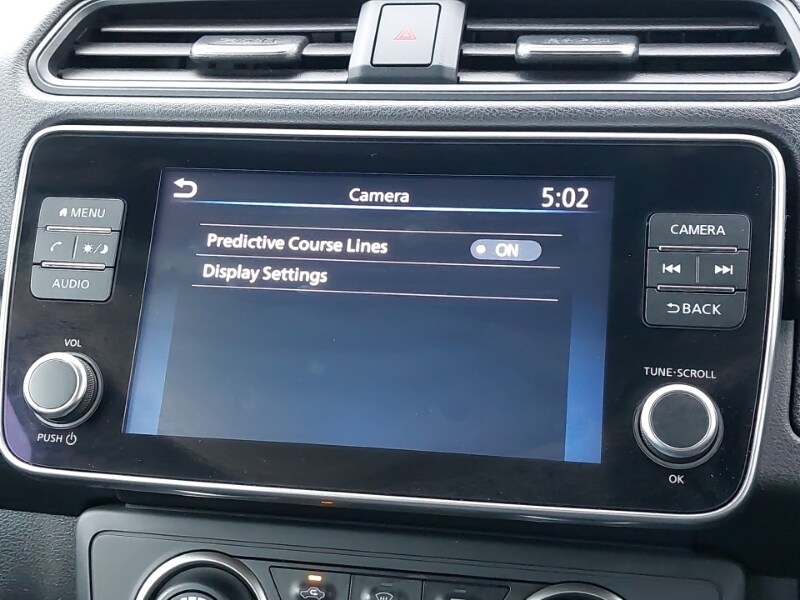 Camera 5:02
MENU
CAMERA
Predictive Course Lines ON
Display Settings
AUDIO
BACK
VOL
TUNE·SCROLL
PUSH
OK